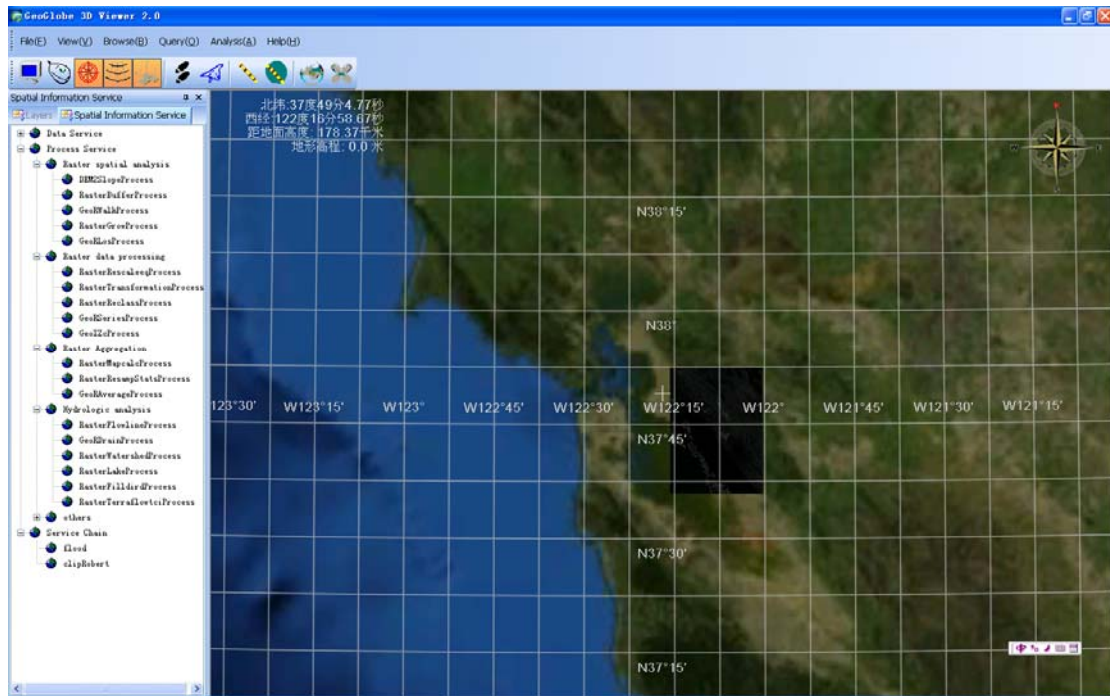 GeoGlobe 3D Viewer 2.0
File(F) View(V) Browse(B) Query(Q) Analysis(A) Help(H)
Spatial Information Service
Layers Spatial Information Service
Data Service
Process Service
Raster spatial analysis
DEM2SlopeProcess
RasterBufferProcess
GeoRWalkProcess
RasterGrowProcess
GeoRLosProcess
Raster data processing
RasterRescaleeqProcess
RasterTransformationProcess
RasterReclassProcess
GeoRSeriesProcess
Raster Aggregation
RasterMapcalcProcess
RasterResampStatsProcess
GeoRAverageProcess
Hydrologic analysis
RasterFlowlineProcess
GeoRDrainProcess
RasterWatershedProcess
RasterLakeProcess
RasterFilldirdProcess
RasterTerraflowtciProcess
others
Service Chain
flood
clipRobert
北纬:37度49分4.77秒
西经:122度16分58.67秒
距地面高度: 178.37千米
地形高程: 0.0 米
N38°15'
N38°
123°30' W123°15' W123° W122°45' W122°30' W122°15' W122° W121°45' W121°30' W121°15'
N37°45'
N37°30'
N37°15'
中